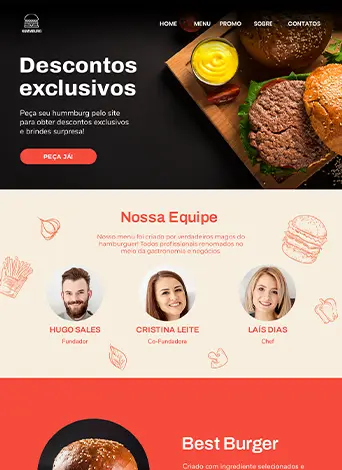 HUMMBURG
HOME MENU PROMO SOBRE CONTATOS
Descontos
exclusivos
Peça seu hummburg pelo site
para obter descontos exclusivos
e brindes surpresa!
PEÇA JÁ!
Nossa Equipe
Nosso menu foi criado por verdadeiros magos do
hamburguer! Todos profissionais renomados no
meio da gastronomia e negócios.
HUGO SALES CRISTINA LEITE LAÍS DIAS
Fundador Co-Fundadora Chef
Best Burger
Criado com ingrediente selecionados e